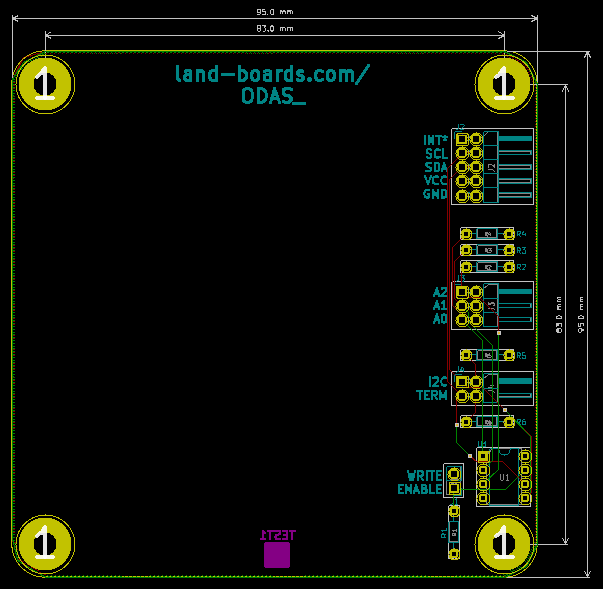 95.0 mm
83.0 mm
land-boards.com/
ODAS_
1
1
J2
INT*
SCL
SDA
VCC
GND
J2
R4
R3
R2
J3
A2
A1
A0
J3
83.0 mm
95.0 mm
R5
I2C
TERM
R6
U1
U1
WRITE
ENABLE
R1
R1
TEST1
1
1